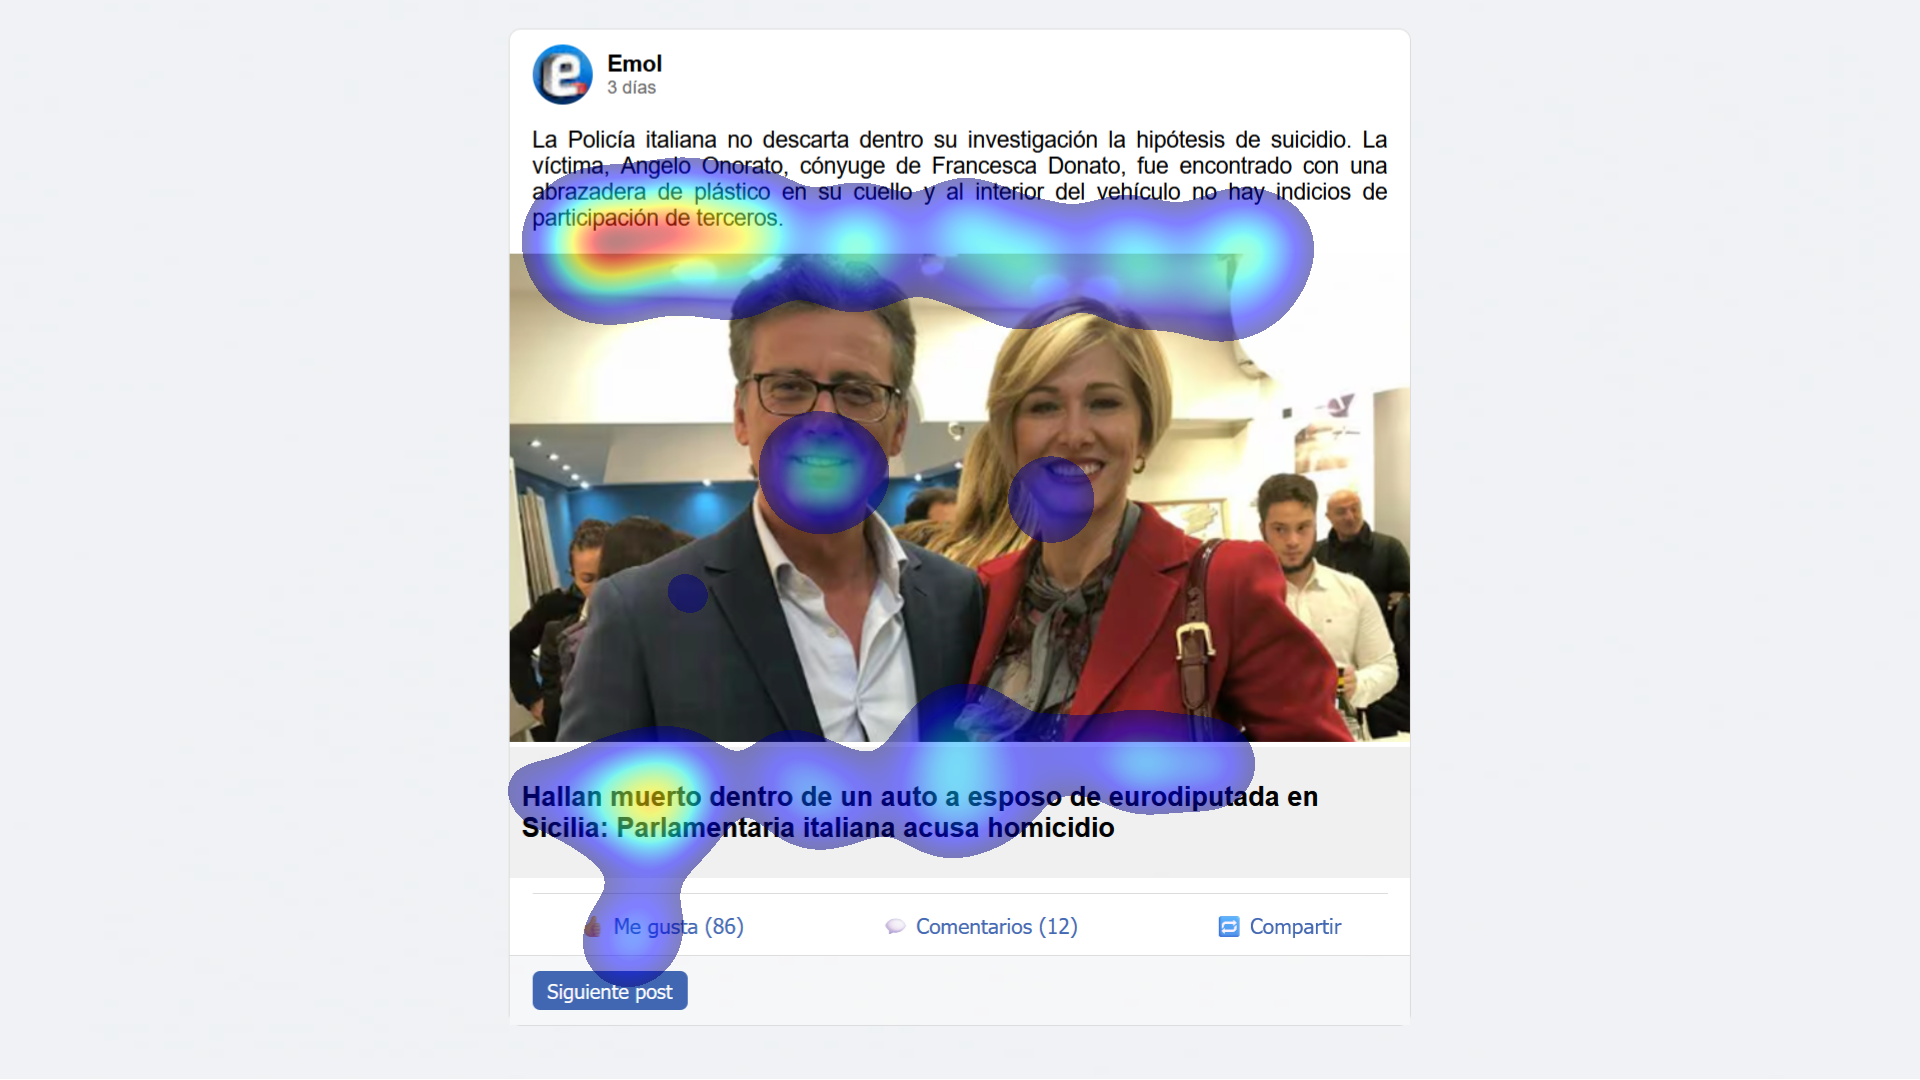 Emol
3 días
La Policía italiana no descarta dentro su investigación la hipótesis de suicidio. La
víctima, Angelo Onorato, cónyuge de Francesca Donato, fue encontrado con una
abrazadera de plástico en su cuello y al interior del vehículo no hay indicios de
participación de terceros.
Hallan muerto dentro de un auto a esposo de eurodiputada en
Sicilia: Parlamentaria italiana acusa homicidio
Me gusta (86) Comentarios (12) Compartir
Siguiente post